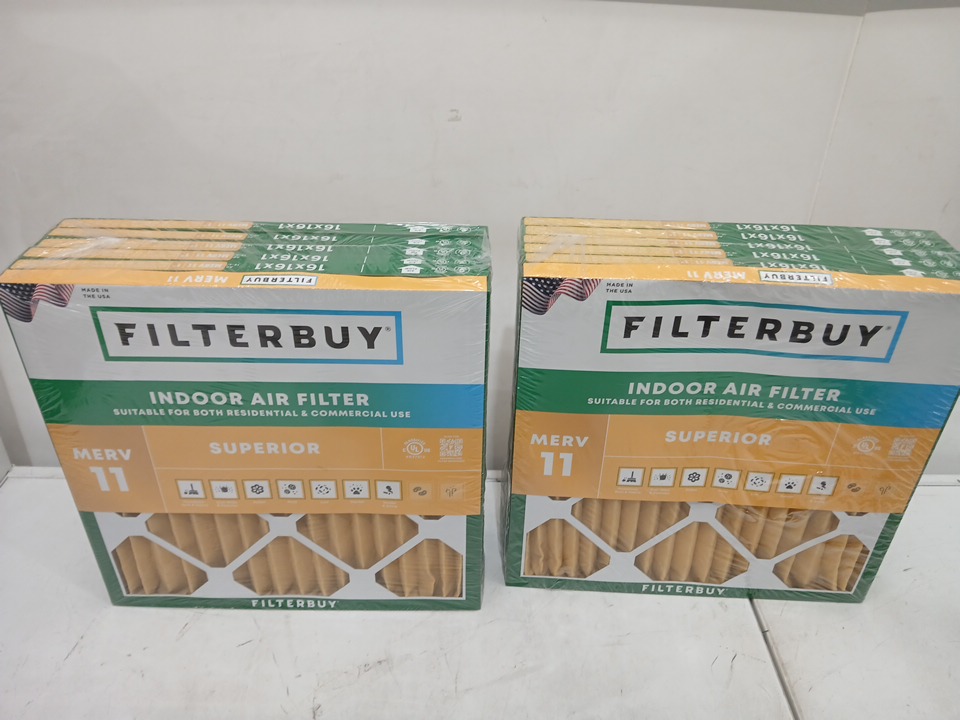 16x16x1
16x16x1
16x16x1
16x16x1
MERV 11
FILTERBUY
MADE IN
THE USA
FILTERBUY®
INDOOR AIR FILTER
SUITABLE FOR BOTH RESIDENTIAL & COMMERCIAL USE
MERV
11
SUPERIOR
UL
FILTERBUY
16x16x1
16x16x1
16x16x1
16x16x1
MERV 11
FILTERBUY
MADE IN
THE USA
FILTERBUY®
INDOOR AIR FILTER
SUITABLE FOR BOTH RESIDENTIAL & COMMERCIAL USE
MERV
11
SUPERIOR
UL
FILTERBUY